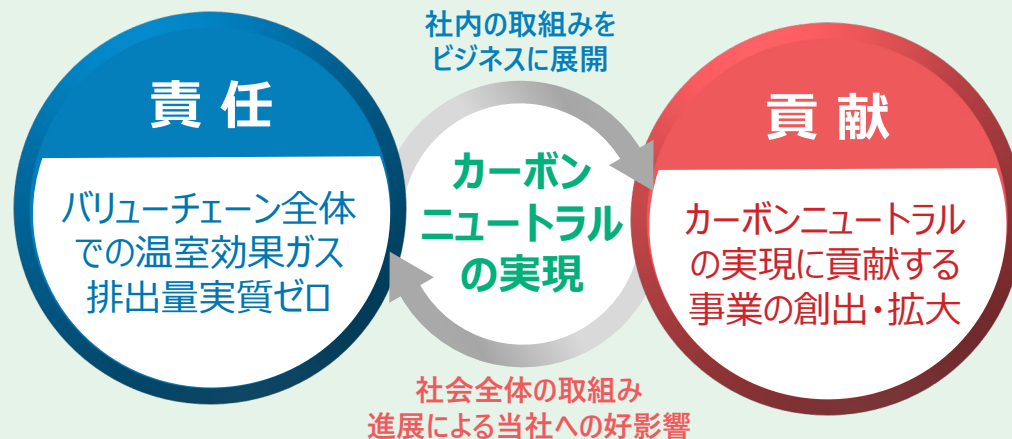 社内の取組みを
ビジネスに展開
責任
バリューチェーン全体
での温室効果ガス
排出量実質ゼロ
カーボン
ニュートラル
の実現
貢献
カーボンニュートラル
の実現に貢献する
事業の創出・拡大
社会全体の取組み
進展による当社への好影響